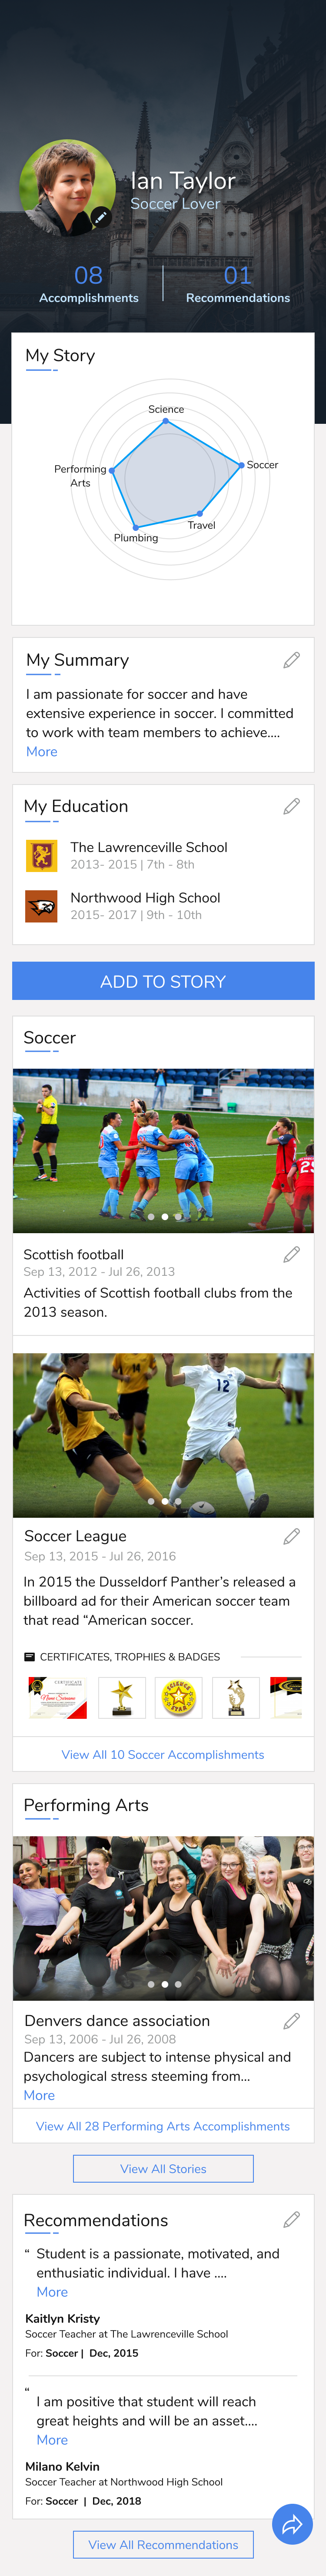 Ian Taylor
Soccer Lover
08
Accomplishments
01
Recommendations
My Story
Science
Soccer
Performing
Arts
Travel
Plumbing
My Summary
I am passionate for soccer and have
extensive experience in soccer. I committed
to work with team members to achieve....
More
My Education
The Lawrenceville School
2013- 2015 | 7th - 8th
Northwood High School
2015- 2017 | 9th - 10th
ADD TO STORY
Soccer
Scottish football
Sep 13, 2012 - Jul 26, 2013
Activities of Scottish football clubs from the
2013 season.
12
Soccer League
Sep 13, 2015 - Jul 26, 2016
In 2015 the Dusseldorf Panther's released a
billboard ad for their American soccer team
that read “American soccer.
CERTIFICATES, TROPHIES & BADGES
SCIENCE
STAR
View All 10 Soccer Accomplishments
Performing Arts
Denvers dance association
Sep 13, 2006 - Jul 26, 2008
Dancers are subject to intense physical and
psychological stress steeming from...
More
View All 28 Performing Arts Accomplishments
View All Stories
Recommendations
“ Student is a passionate, motivated, and
enthusiatic individual. I have ....
More
Kaitlyn Kristy
Soccer Teacher at The Lawrenceville School
For: Soccer | Dec, 2015
“
I am positive that student will reach
great heights and will be an asset....
More
Milano Kelvin
Soccer Teacher at Northwood High School
For: Soccer | Dec, 2018
View All Recommendations